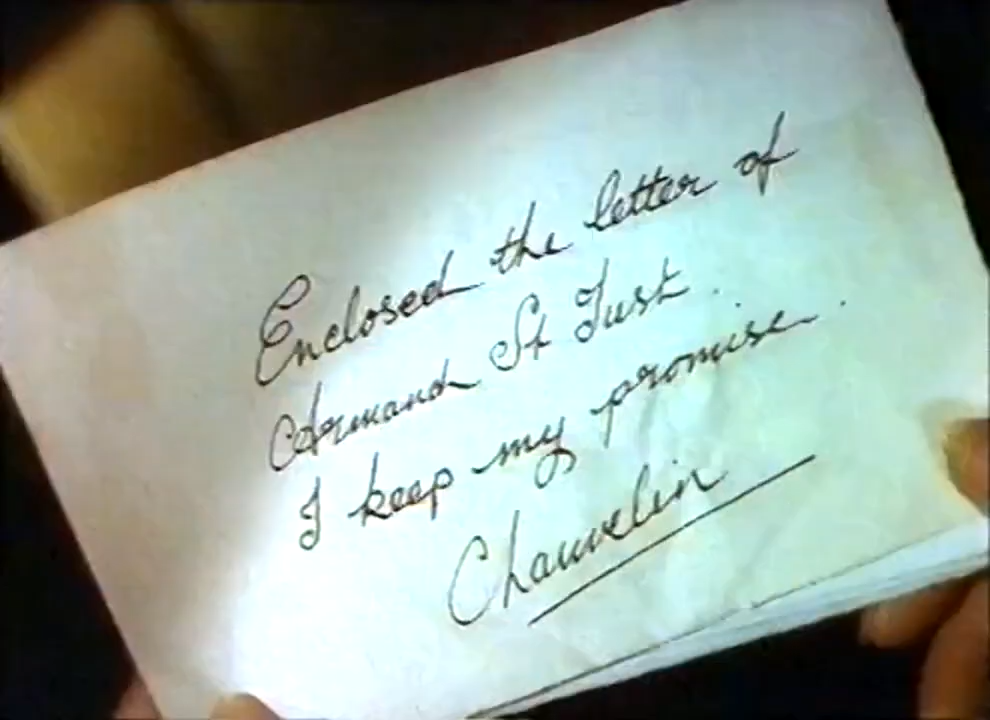 Enclosed the letter of
Armand St Just.
I keep my promise.
Chauvelin